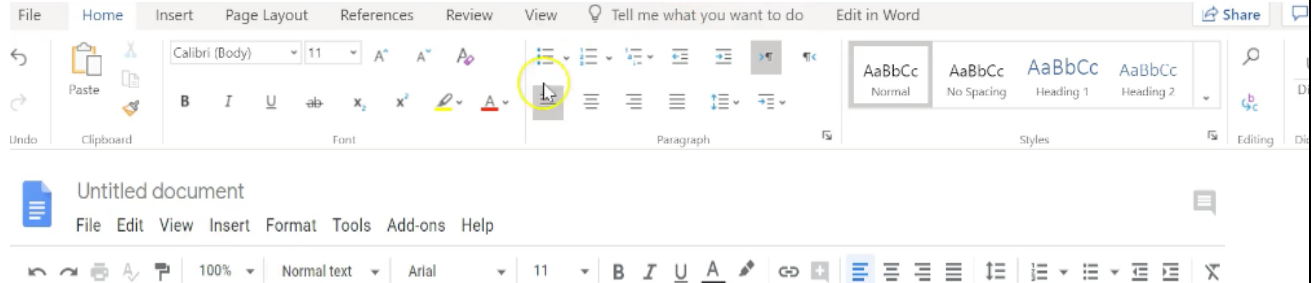 File Home Insert Page Layout References Review View Tell me what you want to do Edit in Word Share
Calibri (Body) 11 A A A
Paste
B I U ab x₂ x² A
AaBbCc AaBbCc AaBbCc AaBbCc
Normal No Spacing Heading 1 Heading 2
Undo Clipboard Font Paragraph Styles Editing
Untitled document
File Edit View Insert Format Tools Add-ons Help
100% Normal text Arial 11 B I U A